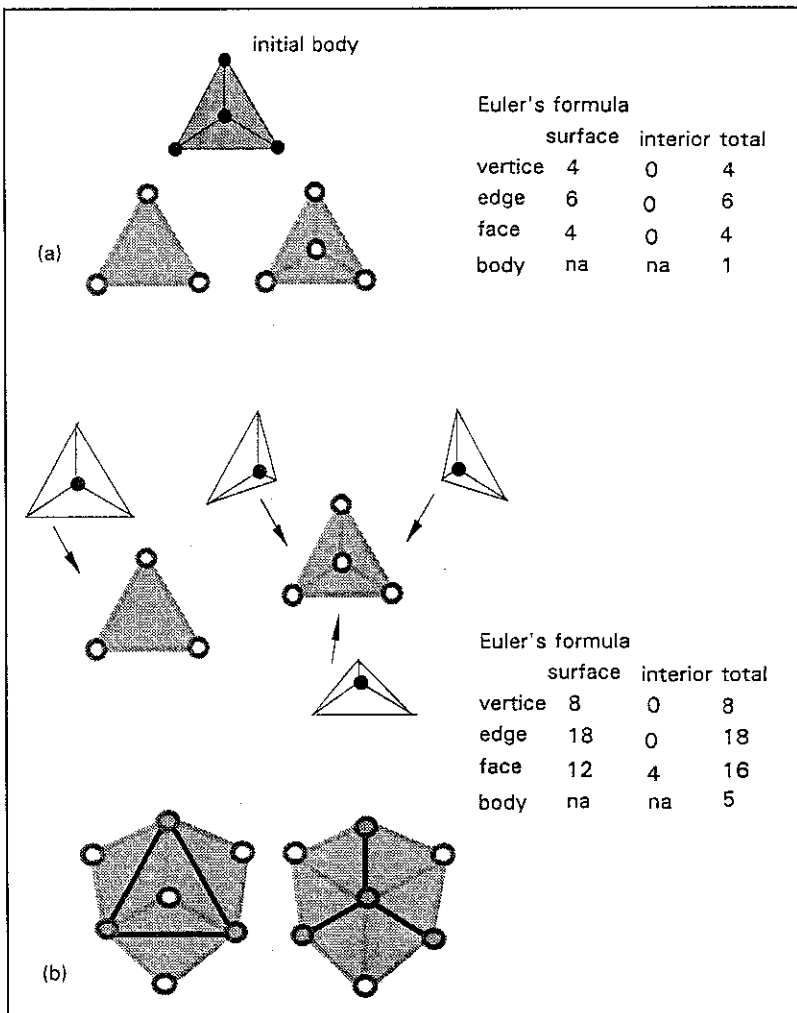 initial body
Euler's formula
surface interior total
vertice 4 0 4
edge 6 0 6
face 4 0 4
body na na 1
(a)
Euler's formula
surface interior total
vertice 8 0 8
edge 18 0 18
face 12 4 16
body na na 5
(b)